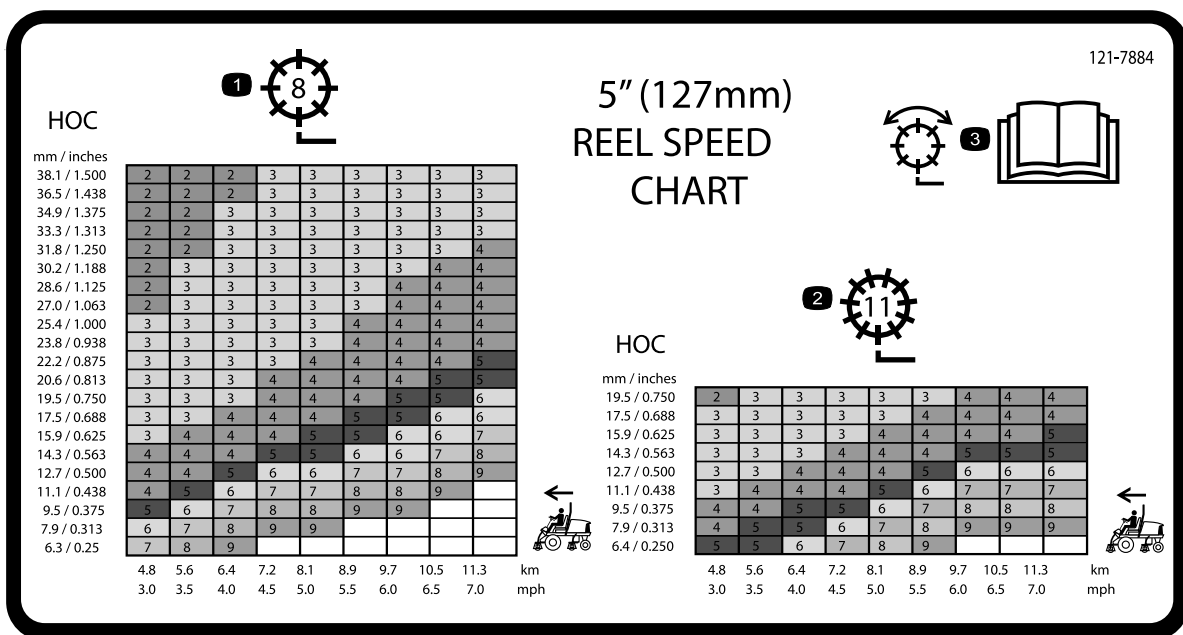 121-7884
5” (127mm)
REEL SPEED
CHART
1
8
HOC
mm / inches
38.1 / 1.500 2 2 2 3 3 3 3 3 3
36.5 / 1.438 2 2 2 3 3 3 3 3 3
34.9 / 1.375 2 2 3 3 3 3 3 3 3
33.3 / 1.313 2 2 3 3 3 3 3 3 3
31.8 / 1.250 2 2 3 3 3 3 3 3 4
30.2 / 1.188 2 3 3 3 3 3 3 4 4
28.6 / 1.125 2 3 3 3 3 3 4 4 4
27.0 / 1.063 2 3 3 3 3 3 4 4 4
25.4 / 1.000 3 3 3 3 3 4 4 4 4
23.8 / 0.938 3 3 3 3 3 4 4 4 4
22.2 / 0.875 3 3 3 3 4 4 4 4 5
20.6 / 0.813 3 3 3 4 4 4 4 5 5
19.5 / 0.750 3 3 3 4 4 4 5 5 6
17.5 / 0.688 3 3 4 4 4 5 5 6 6
15.9 / 0.625 3 4 4 4 5 5 6 6 7
14.3 / 0.563 4 4 4 5 5 6 6 7 8
12.7 / 0.500 4 4 5 6 6 7 7 8 9
11.1 / 0.438 4 5 6 7 7 8 8 9
9.5 / 0.375 5 6 7 8 8 9 9
7.9 / 0.313 6 7 8 9 9
6.3 / 0.25 7 8 9
4.8 5.6 6.4 7.2 8.1 8.9 9.7 10.5 11.3 km
3.0 3.5 4.0 4.5 5.0 5.5 6.0 6.5 7.0 mph
3
2
11
HOC
mm / inches
19.5 / 0.750 2 3 3 3 3 3 4 4 4
17.5 / 0.688 3 3 3 3 3 4 4 4 4
15.9 / 0.625 3 3 3 3 4 4 4 4 5
14.3 / 0.563 3 3 3 4 4 4 5 5 5
12.7 / 0.500 3 3 4 4 4 5 6 6 6
11.1 / 0.438 3 4 4 4 5 6 7 7 7
9.5 / 0.375 4 4 5 5 6 7 8 8 8
7.9 / 0.313 4 5 5 6 7 8 9 9 9
6.4 / 0.250 5 5 6 7 8 9
4.8 5.6 6.4 7.2 8.1 8.9 9.7 10.5 11.3 km
3.0 3.5 4.0 4.5 5.0 5.5 6.0 6.5 7.0 mph